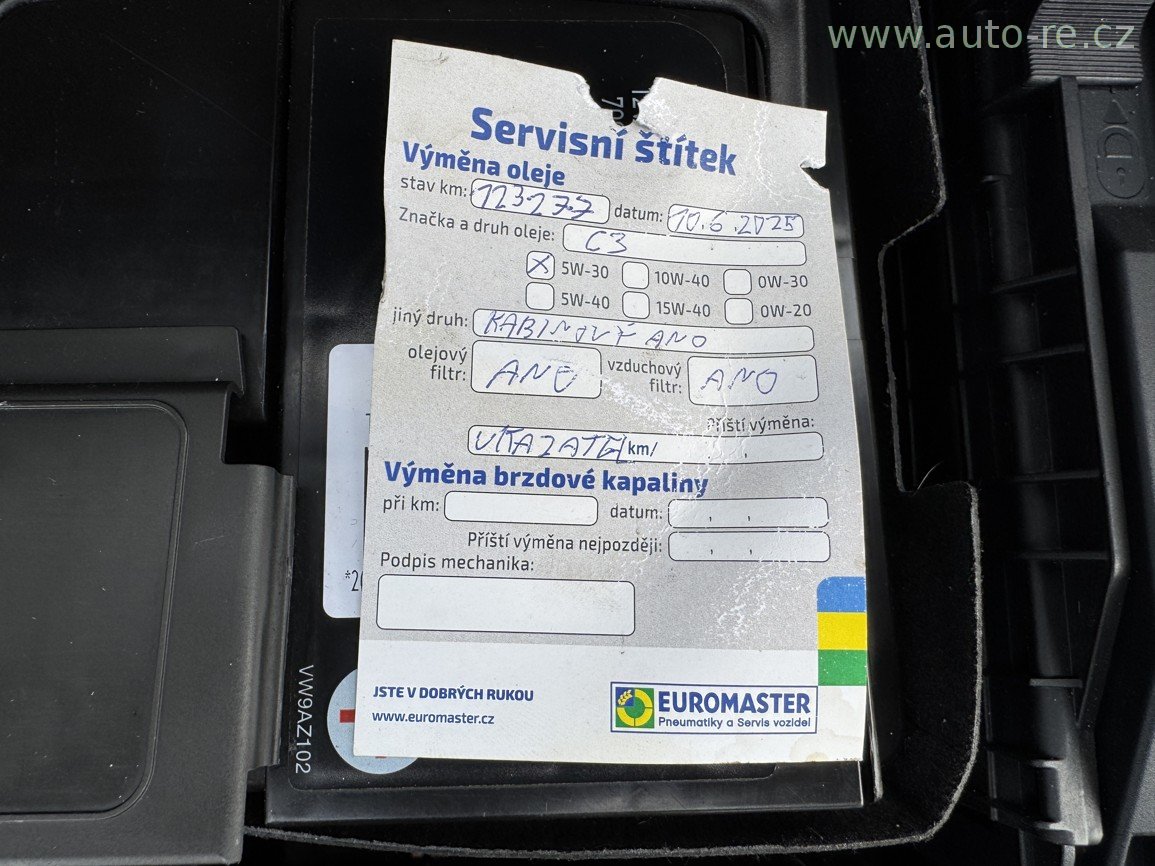 www.auto-re.cz
Servisní štítek
Výměna oleje
stav km: 123277 datum: 10.6.2025
Značka a druh oleje: C3
X 5W-30 10W-40 0W-30
5W-40 15W-40 0W-20
jiný druh: KABINOVÝ ANO
olejový filtr: ANO vzduchový filtr: ANO
Příští výměna:
UKAZATEL km/ , ,
Výměna brzdové kapaliny
při km: datum: , ,
Příští výměna nejpozději: , ,
Podpis mechanika:
JSTE V DOBRÝCH RUKOU
www.euromaster.cz
EUROMASTER
Pneumatiky a Servis vozidel
VW9AZ102